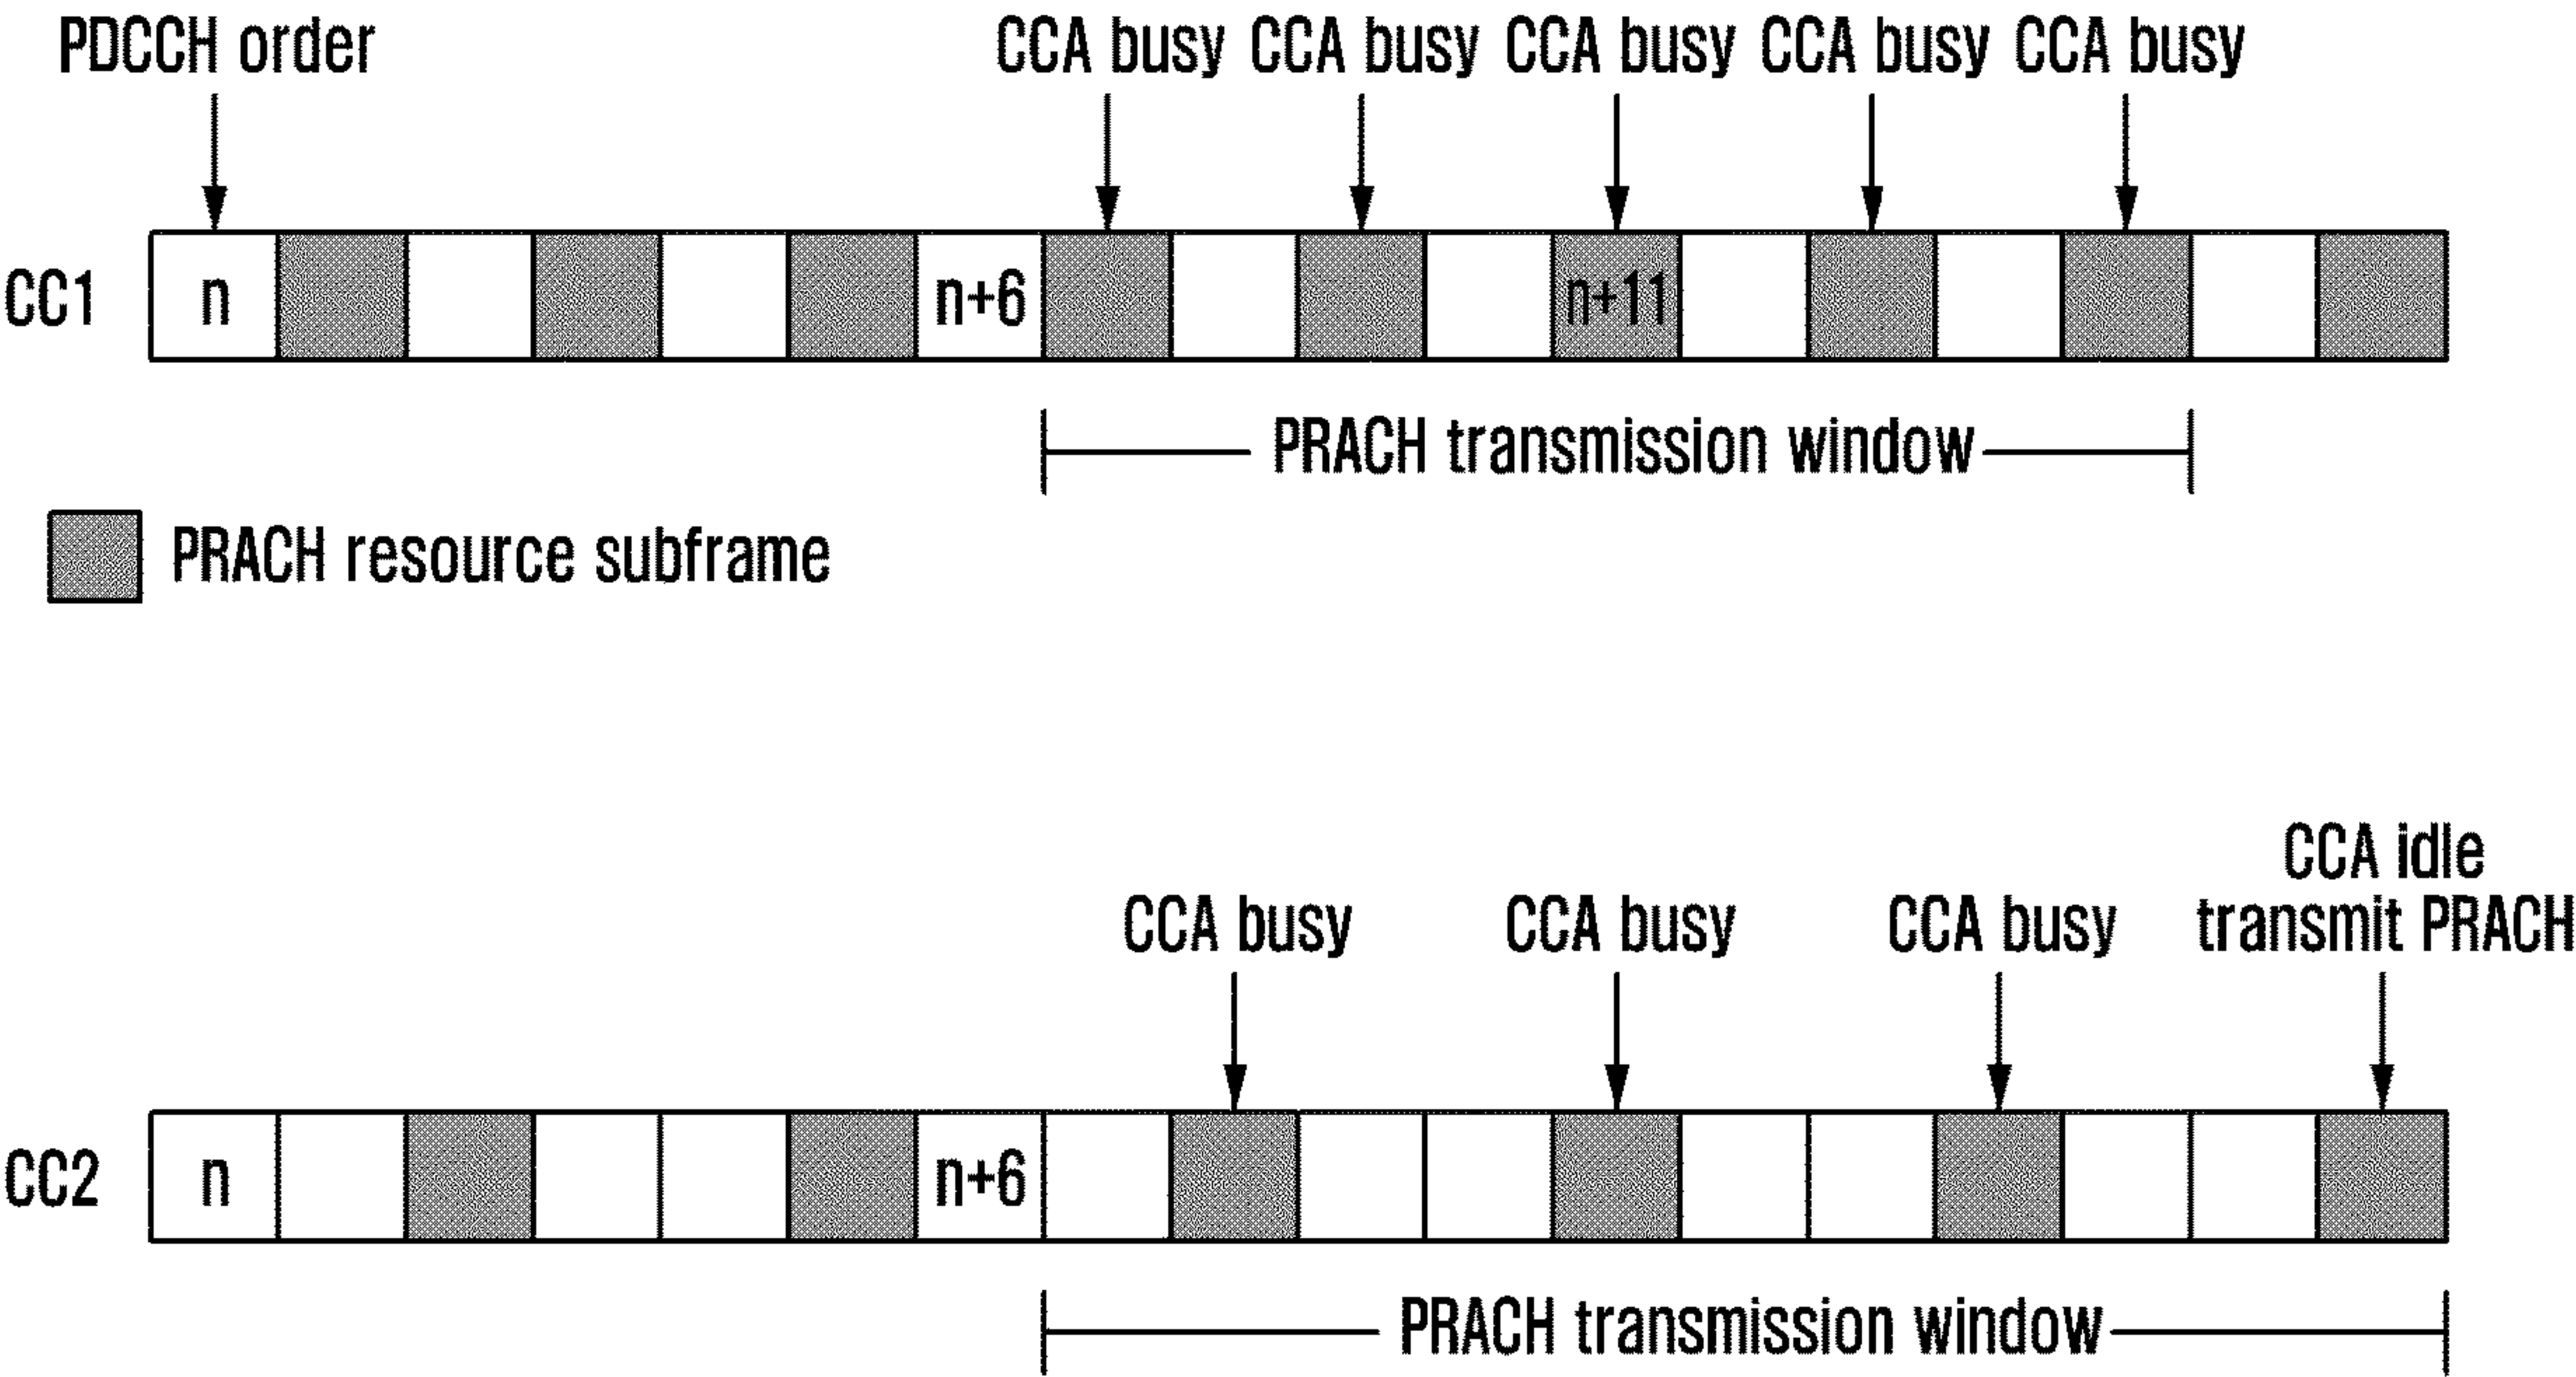 PDCCH order
CCA busy CCA busy CCA busy CCA busy CCA busy
CC1 n n+6 n+11
PRACH transmission window
PRACH resource subframe
CCA idle
CCA busy CCA busy CCA busy transmit PRACH
CC2 n n+6
PRACH transmission window